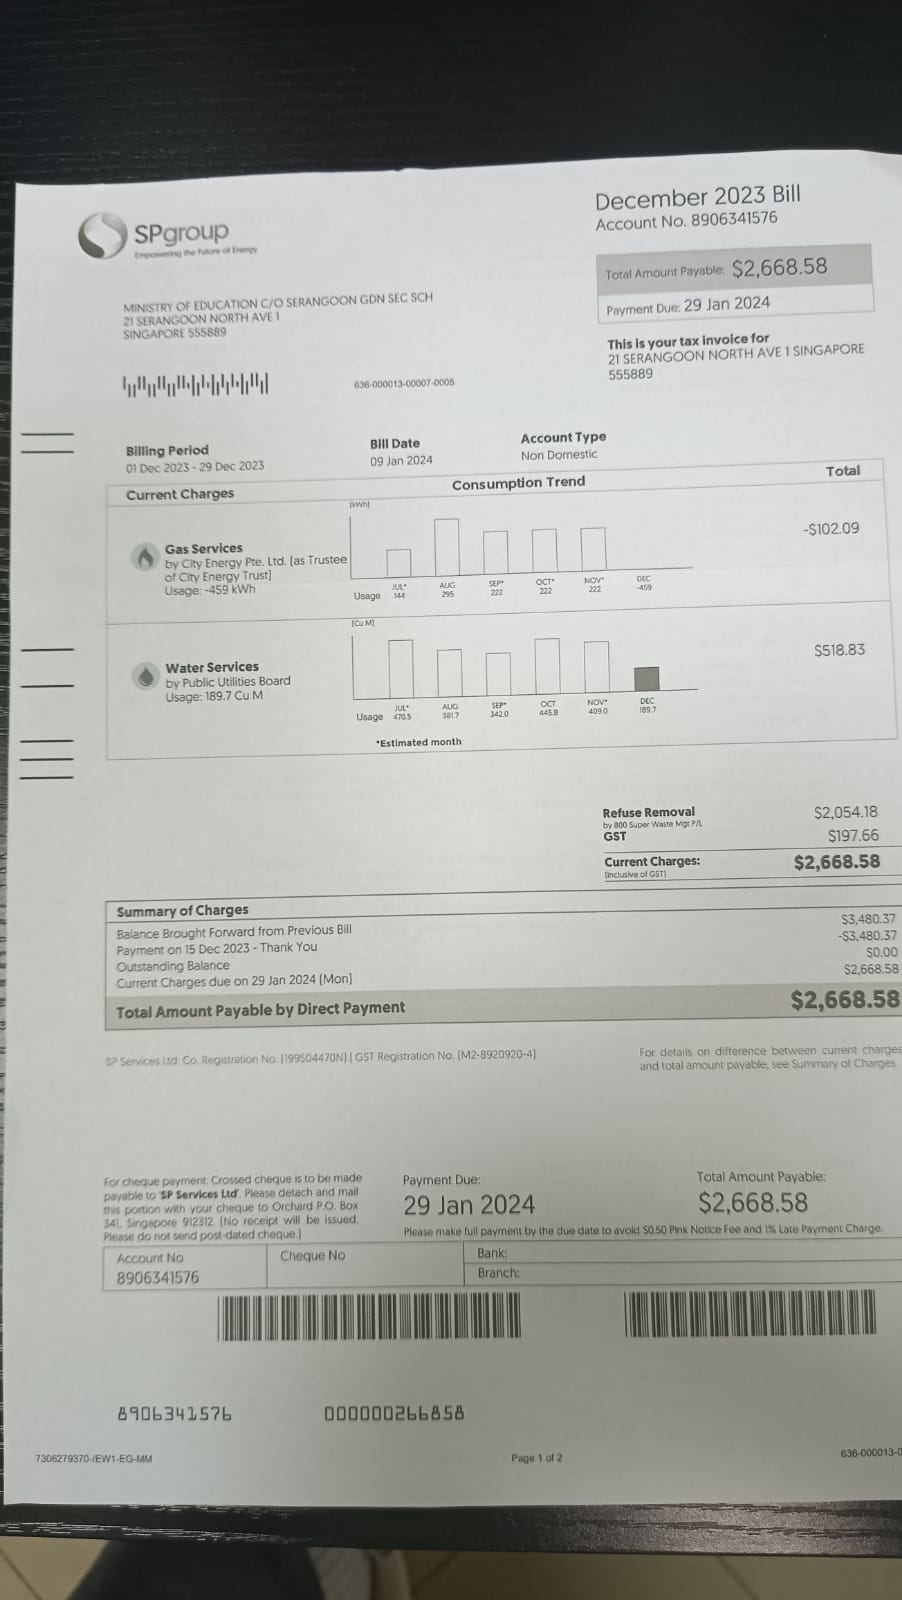 SPgroup
Empowering the Future of Energy
December 2023 Bill
Account No. 8906341576
Total Amount Payable: $2,668.58
Payment Due: 29 Jan 2024
MINISTRY OF EDUCATION C/O SERANGOON GDN SEC SCH
21 SERANGOON NORTH AVE 1
SINGAPORE 555889
This is your tax invoice for
21 SERANGOON NORTH AVE 1 SINGAPORE
555889
636-000013-00007-0005
Billing Period
01 Dec 2023 - 29 Dec 2023
Bill Date
09 Jan 2024
Account Type
Non Domestic
Current Charges
Consumption Trend
Total
(kWh)
Gas Services
by City Energy Pte. Ltd. (as Trustee
of City Energy Trust)
Usage: -459 kWh
Usage
JUL* AUG SEP* OCT* NOV* DEC
144 295 222 222 222 -459
-$102.09
(Cu M)
Water Services
by Public Utilities Board
Usage: 189.7 Cu M
Usage
JUL* AUG SEP* OCT NOV* DEC
470.5 381.7 342.0 445.8 409.0 189.7
$518.83
*Estimated month
Refuse Removal $2,054.18
by 800 Super Waste Mgt P/L
GST $197.66
Current Charges: $2,668.58
(Inclusive of GST)
Summary of Charges
Balance Brought Forward from Previous Bill $3,480.37
Payment on 15 Dec 2023 - Thank You -$3,480.37
Outstanding Balance $0.00
Current Charges due on 29 Jan 2024 (Mon) $2,668.58
Total Amount Payable by Direct Payment $2,668.58
SP Services Ltd: Co. Registration No. (199504470N) | GST Registration No. (M2-8920920-4)
For details on difference between current charges
and total amount payable, see Summary of Charges
For cheque payment: Crossed cheque is to be made
payable to 'SP Services Ltd'. Please detach and mail
this portion with your cheque to Orchard P.O. Box
341, Singapore 912312. (No receipt will be issued.
Please do not send post-dated cheque.)
Payment Due:
29 Jan 2024
Total Amount Payable:
$2,668.58
Please make full payment by the due date to avoid $0.50 Pink Notice Fee and 1% Late Payment Charge.
Account No
8906341576
Cheque No
Bank:
Branch:
8906341576 000000266858
7306279370-/EW1-EG-MM
Page 1 of 2
636-000013-0